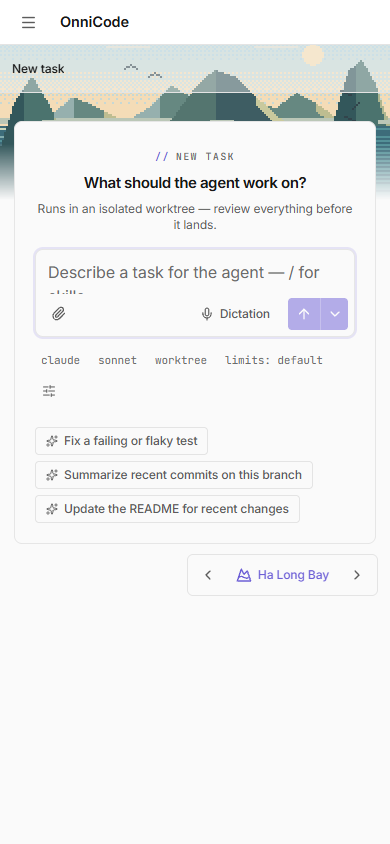 OnniCode
New task
// NEW TASK
What should the agent work on?
Runs in an isolated worktree — review everything before
it lands.
Describe a task for the agent — / for
Dictation
claude sonnet worktree limits: default
Fix a failing or flaky test
Summarize recent commits on this branch
Update the README for recent changes
Ha Long Bay